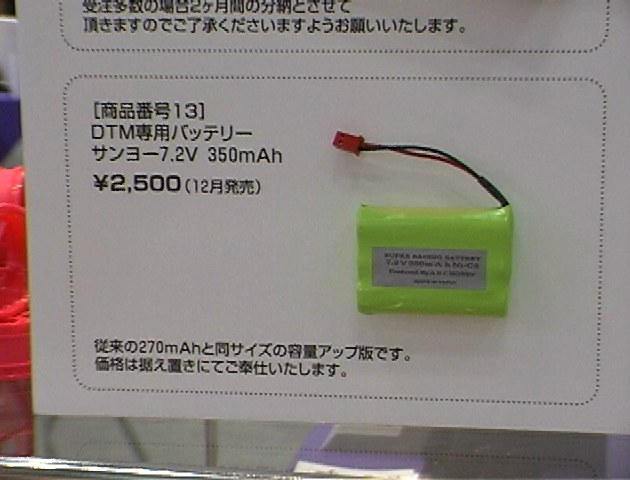 受注多数の場合2ヶ月間の分納とさせて
頂きますのでご了承くださいますようお願いいたします。
[商品番号13]
DTM専用バッテリー
サンヨー7.2V 350mAh
¥2,500(12月発売)
SUPER RACING BATTERY
7.2V
従来の270mAhと同サイズの容量アップ版です。
価格は据え置きにてご奉仕いたします。